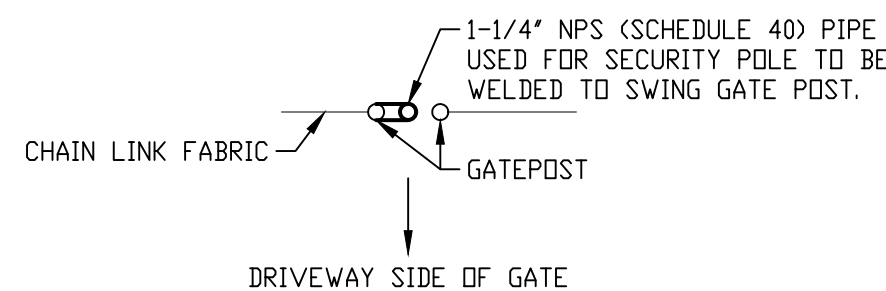 1-1/4" NPS (SCHEDULE 40) PIPE
USED FOR SECURITY POLE TO BE
WELDED TO SWING GATE POST.
CHAIN LINK FABRIC
GATEPOST
DRIVEWAY SIDE OF GATE